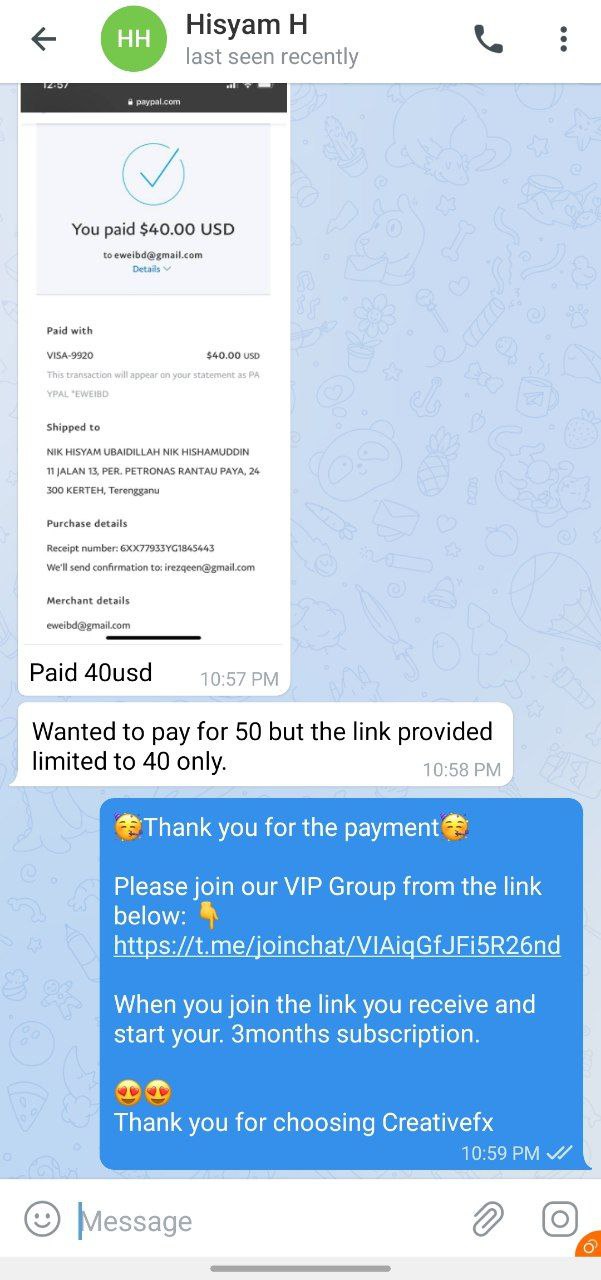 HH
Hisyam H
last seen recently
12:57
paypal.com
You paid $40.00 USD
to eweibd@gmail.com
Details
Paid with
VISA-9920 $40.00 USD
This transaction will appear on your statement as PA
YPAL *EWEIBD
Shipped to
NIK HISYAM UBAIDILLAH NIK HISHAMUDDIN
11 JALAN 13, PER. PETRONAS RANTAU PAYA, 24
300 KERTEH, Terengganu
Purchase details
Receipt number: 6XX77933YG1845443
We'll send confirmation to: irezqeen@gmail.com
Merchant details
eweibd@gmail.com
Paid 40usd 10:57 PM
Wanted to pay for 50 but the link provided
limited to 40 only. 10:58 PM
🥳Thank you for the payment🥳
Please join our VIP Group from the link
below: 👇
https://t.me/joinchat/VIAiqGfJFi5R26nd
When you join the link you receive and
start your. 3months subscription.
😍😍
Thank you for choosing Creativefx
10:59 PM
Message